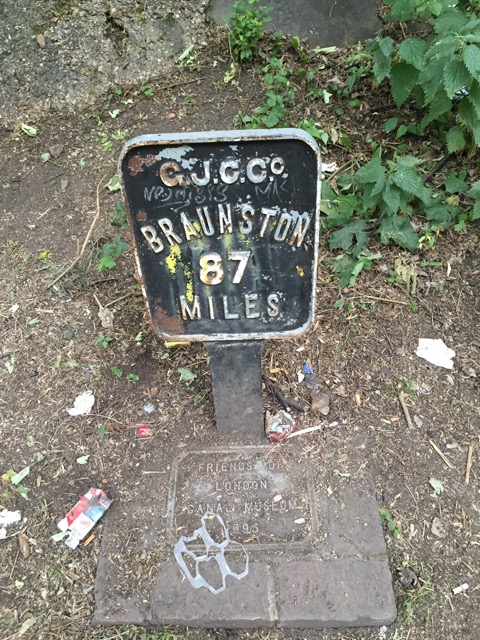 G.J.C.Co.
BRAUNSTON
87
MILES
FRIENDS OF
LONDON
CANAL MUSEUM
1993